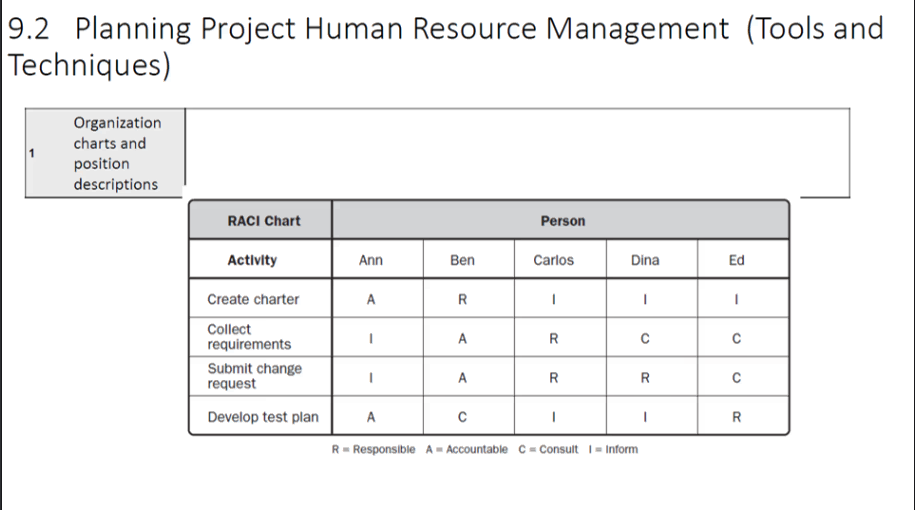 9.2 Planning Project Human Resource Management (Tools and
Techniques)
1
Organization
charts and
position
descriptions
RACI Chart Person
Activity Ann Ben Carlos Dina Ed
Create charter A R I I I
Collect
requirements I A R C C
Submit change
request I A R R C
Develop test plan A C I I R
R = Responsible A = Accountable C = Consult I = Inform